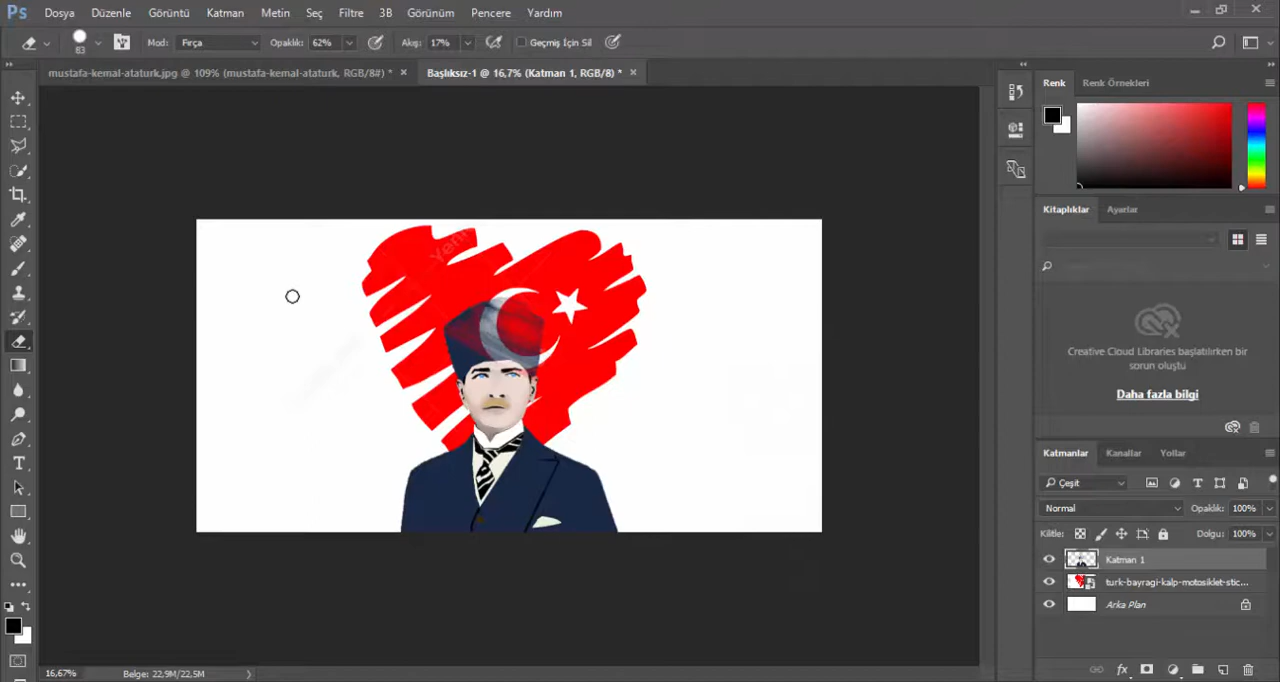 Ps Dosya Düzenle Görüntü Katman Metin Seç Filtre 3B Görünüm Pencere Yardım
83 Mod: Fırça Opaklı: 62% Akış: 17% Geçmiş İçin Sil
mustafa-kemal-ataturk.jpg @ 109% (mustafa-kemal-ataturk, RGB/8#) * × Başlıksız-1 @ 16,7% (Katman 1, RGB/8) * ×
Renk Renk Örnekleri
Kitaplıklar Ayarlar
Creative Cloud Libraries başlatılırken bir
sorun oluştu
Daha fazla bilgi
Katmanlar Kanallar Yollar
Çeşit
Normal Opaklık: 100%
Kilitle: Dolgu: 100%
Katman 1
turk-bayragi-kalp-motosiklet-stic...
Arka Plan
16,67% Belge: 22,9M/22,5M